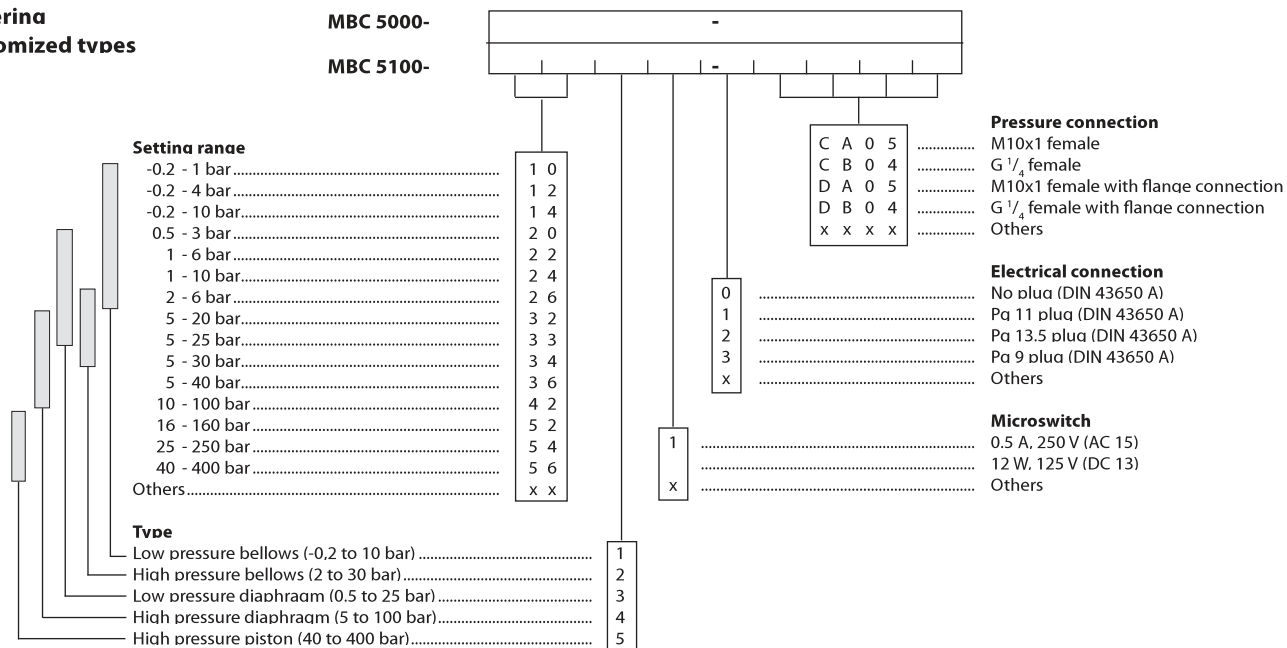 ering
omized types
MBC 5000- -
MBC 5100- -
Setting range
-0.2 - 1 bar 1 0
-0.2 - 4 bar 1 2
-0.2 - 10 bar 1 4
0.5 - 3 bar 2 0
1 - 6 bar 2 2
1 - 10 bar 2 4
2 - 6 bar 2 6
5 - 20 bar 3 2
5 - 25 bar 3 3
5 - 30 bar 3 4
5 - 40 bar 3 6
10 - 100 bar 4 2
16 - 160 bar 5 2
25 - 250 bar 5 4
40 - 400 bar 5 6
Others x x
Type
Low pressure bellows (-0,2 to 10 bar) 1
High pressure bellows (2 to 30 bar) 2
Low pressure diaphragm (0.5 to 25 bar) 3
High pressure diaphragm (5 to 100 bar) 4
High pressure piston (40 to 400 bar) 5
Pressure connection
C A 0 5 M10x1 female
C B 0 4 G 1/4 female
D A 0 5 M10x1 female with flange connection
D B 0 4 G 1/4 female with flange connection
x x x x Others
Electrical connection
0 No plug (DIN 43650 A)
1 Pg 11 plug (DIN 43650 A)
2 Pg 13.5 plug (DIN 43650 A)
3 Pg 9 plug (DIN 43650 A)
x Others
Microswitch
1 0.5 A, 250 V (AC 15)
12 W, 125 V (DC 13)
x Others